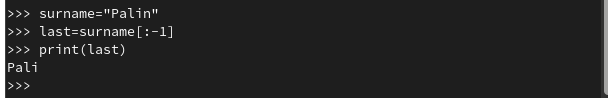 >>> surname="Palin"
>>> last=surname[:-1]
>>> print(last)
Pali
>>>